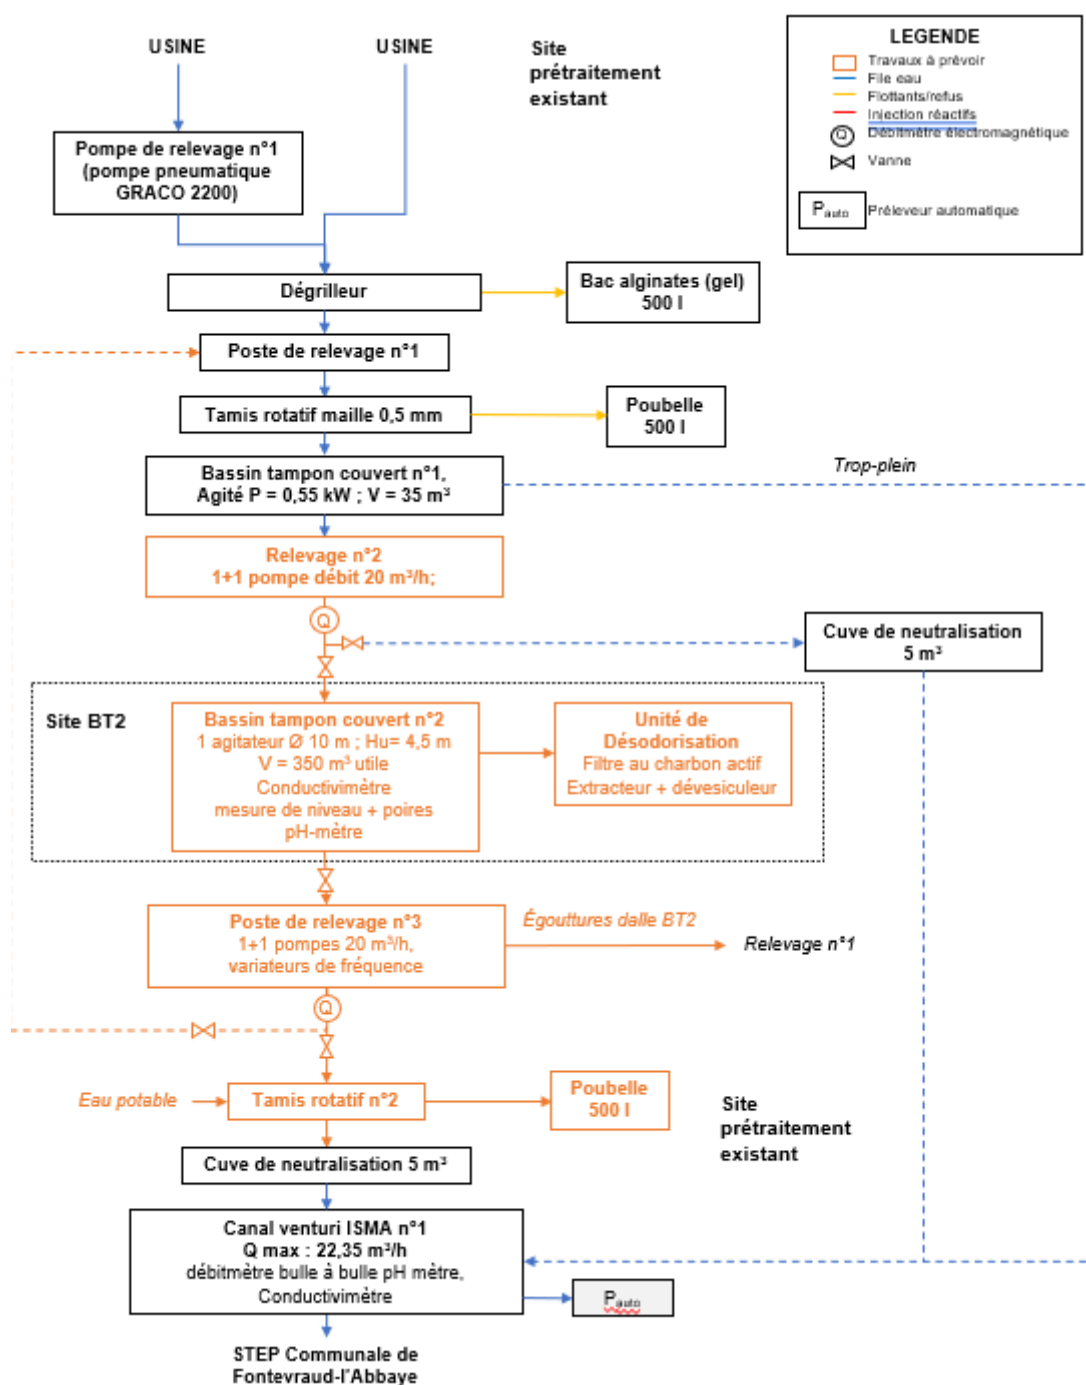 USINE
USINE
Site
prétraitement
existant
LEGENDE
Travaux à prévoir
File eau
Flottants/refus
Injection réactifs
Q Débitmètre électromagnétique
Vanne
Pauto Préleveur automatique
Pompe de relevage n°1
(pompe pneumatique
GRACO 2200)
Dégrilleur
Bac alginates (gel)
500 l
Poste de relevage n°1
Tamis rotatif maille 0,5 mm
Poubelle
500 l
Bassin tampon couvert n°1,
Agité P = 0,55 kW ; V = 35 m³
Trop-plein
Relevage n°2
1+1 pompe débit 20 m³/h;
Q
Cuve de neutralisation
5 m³
Site BT2
Bassin tampon couvert n°2
1 agitateur Ø 10 m ; Hu= 4,5 m
V = 350 m³ utile
Conductivimètre
mesure de niveau + poires
pH-mètre
Unité de
Désodorisation
Filtre au charbon actif
Extracteur + dévesiculeur
Poste de relevage n°3
1+1 pompes 20 m³/h,
variateurs de fréquence
Égouttures dalle BT2
Relevage n°1
Q
Eau potable
Tamis rotatif n°2
Poubelle
500 l
Site
prétraitement
existant
Cuve de neutralisation 5 m³
Canal venturi ISMA n°1
Q max : 22,35 m³/h
débitmètre bulle à bulle pH mètre,
Conductivimètre
Pauto
STEP Communale de
Fontevraud-l'Abbaye